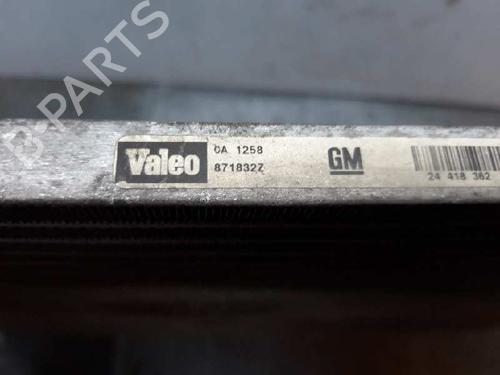 B-PARTS
Valeo
CA 1258
871832Z
GM
24 418 362